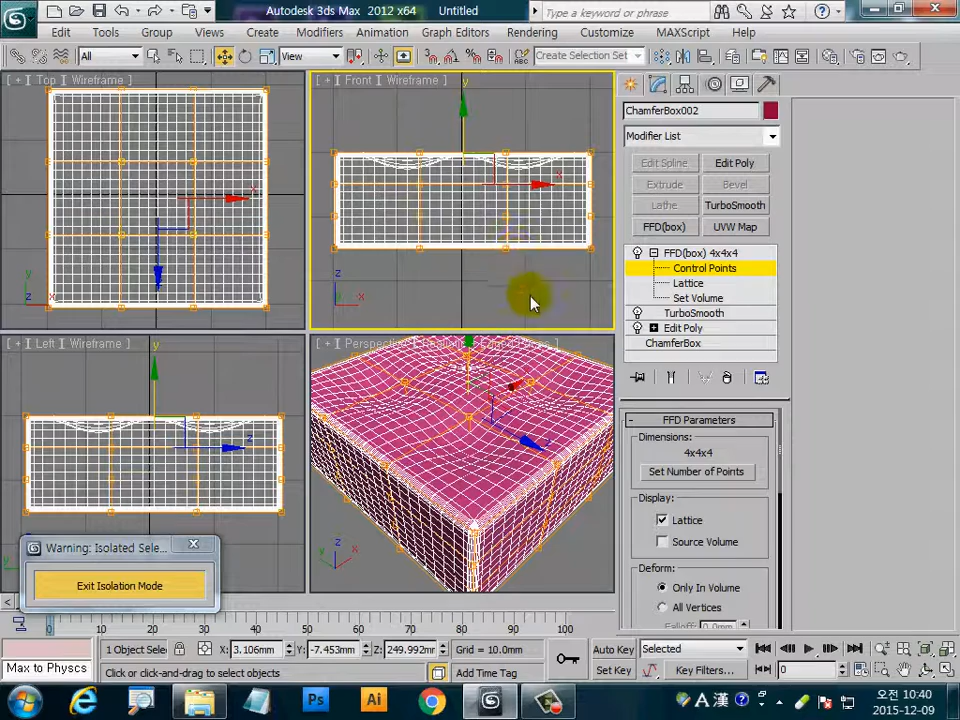 Autodesk 3ds Max 2012 x64 Untitled
Type a keyword or phrase
Edit Tools Group Views Create Modifiers Animation Graph Editors Rendering Customize MAXScript Help
All View Create Selection Set
[ + ] [ Top ] [ Wireframe ]
[ + ] [ Front ] [ Wireframe ]
ChamferBox002
Modifier List
Edit Spline Edit Poly
Extrude Bevel
Lathe TurboSmooth
FFD(box) UVW Map
FFD(box) 4x4x4
Control Points
Lattice
Set Volume
TurboSmooth
Edit Poly
ChamferBox
[ + ] [ Left ] [ Wireframe ]
[ + ] [ Perspective ]
FFD Parameters
Dimensions:
4x4x4
Set Number of Points
Display:
Lattice
Source Volume
Deform:
Only In Volume
All Vertices
Falloff: 0.0mm
Warning: Isolated Sele...
Exit Isolation Mode
0 10 20 30 40 50 60 70 80 90 100
1 Object Sele X: 3.106mm Y: -7.453mm Z: 249.992mm Grid = 10.0mm Auto Key Selected
Max to Physcs Click or click-and-drag to select objects Add Time Tag Set Key Key Filters... 0
A 漢
오전 10:40
2015-12-09